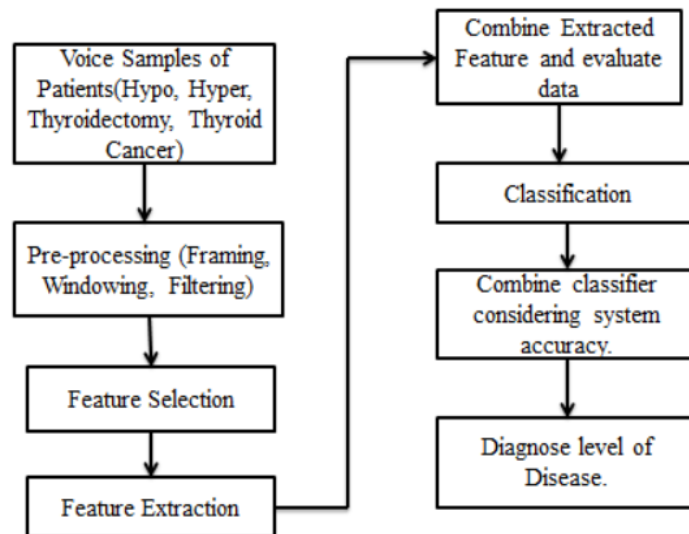 Voice Samples of
Patients(Hypo, Hyper,
Thyroidectomy, Thyroid
Cancer)
Pre-processing (Framing,
Windowing, Filtering)
Feature Selection
Feature Extraction
Combine Extracted
Feature and evaluate
data
Classification
Combine classifier
considering system
accuracy.
Diagnose level of
Disease.